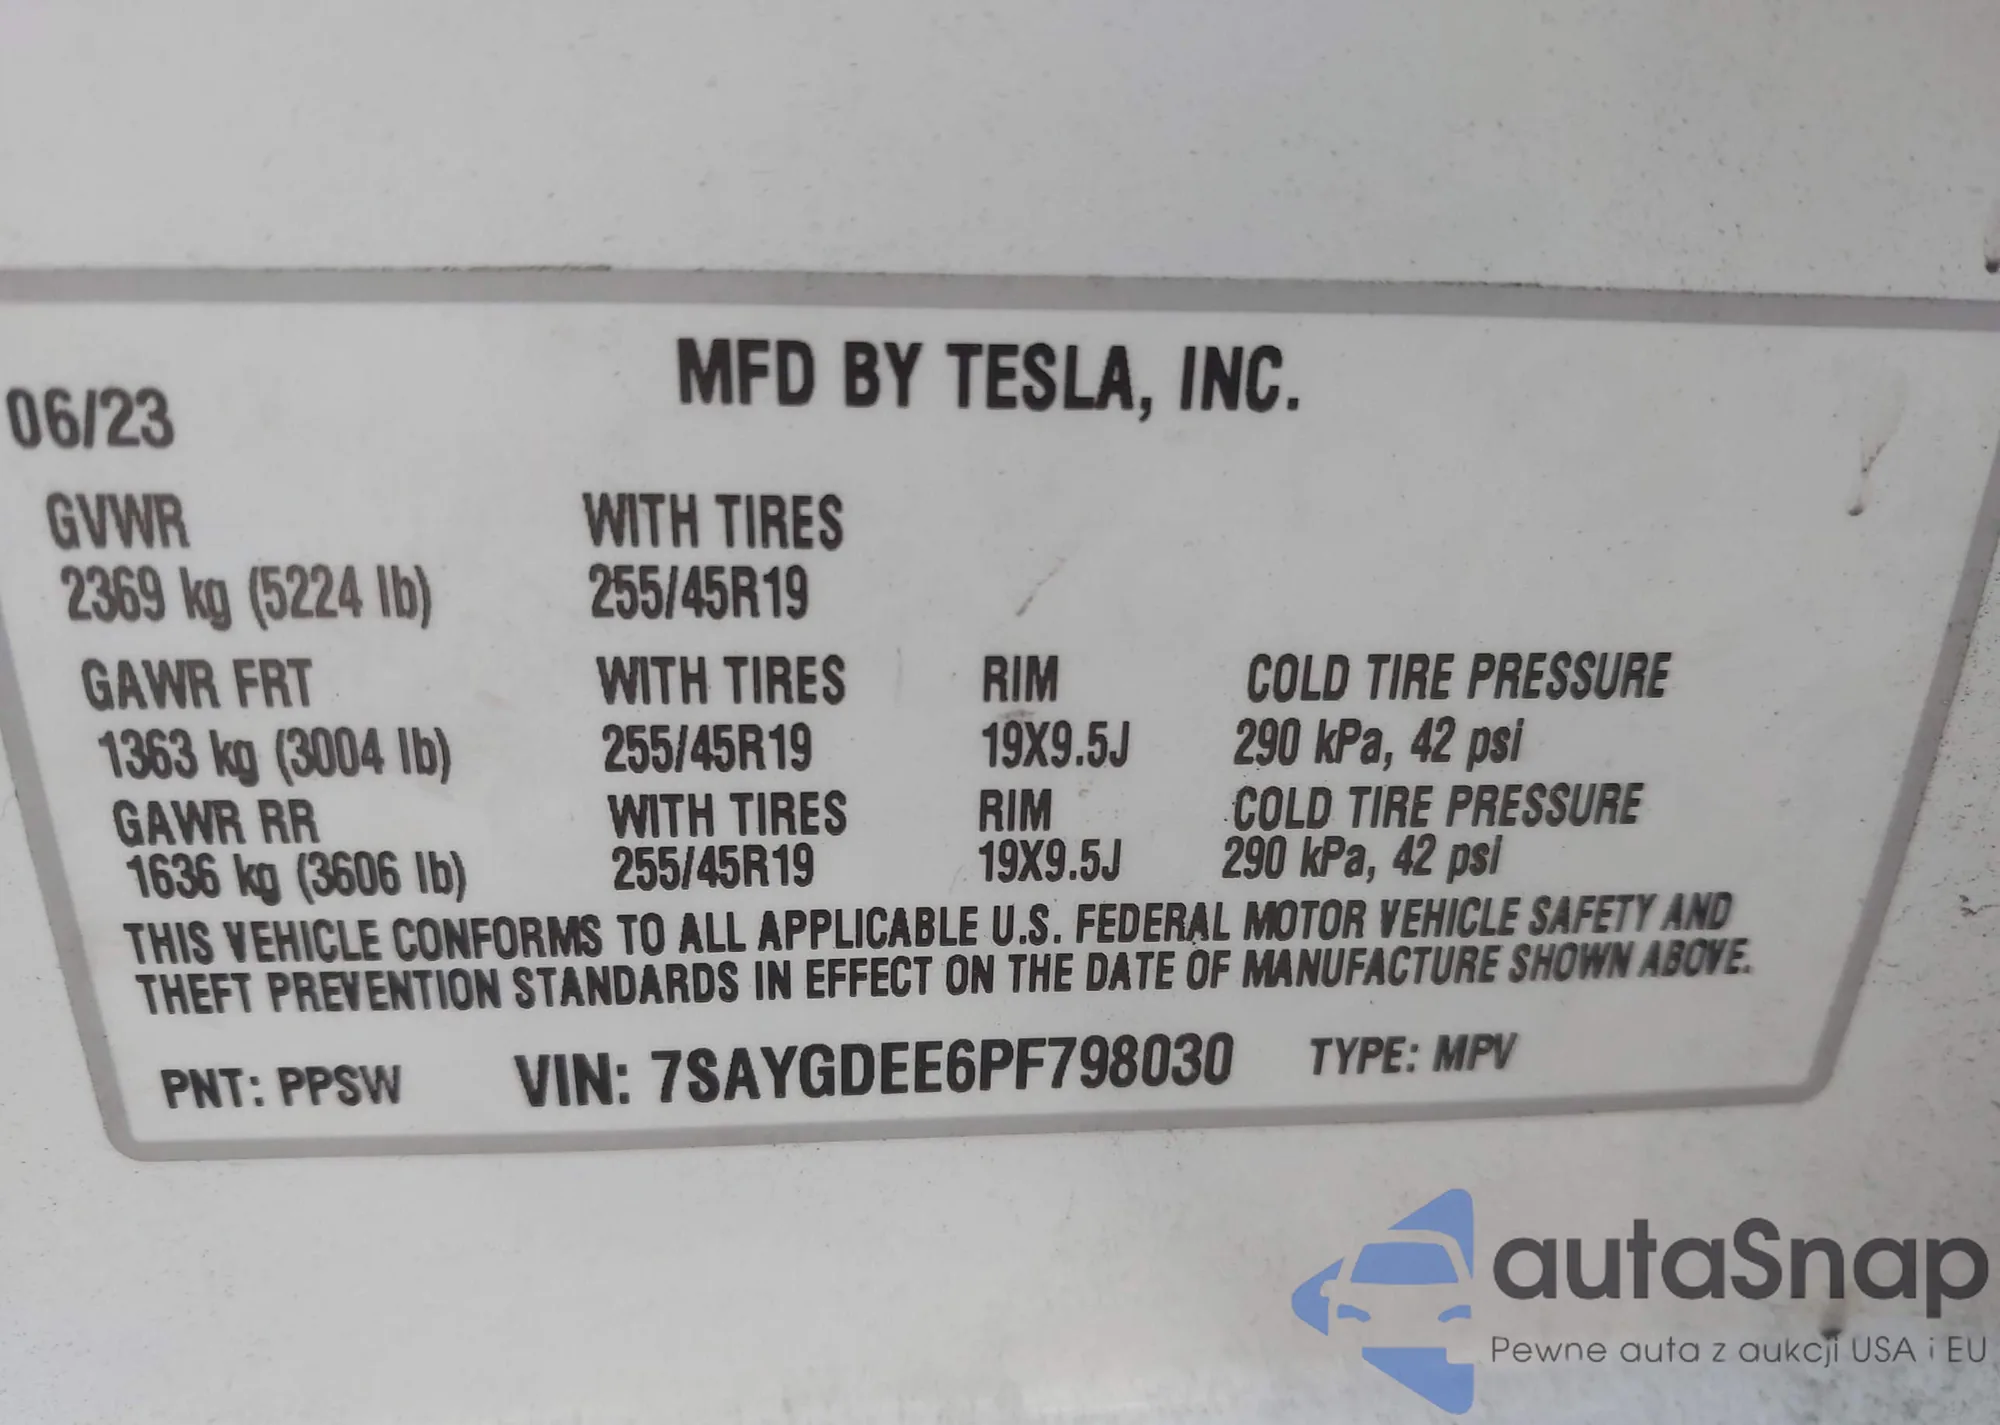 MFD BY TESLA, INC.
06/23
GVWR WITH TIRES
2369 kg (5224 lb) 255/45R19
GAWR FRT WITH TIRES RIM COLD TIRE PRESSURE
1363 kg (3004 lb) 255/45R19 19X9.5J 290 kPa, 42 psi
GAWR RR WITH TIRES RIM COLD TIRE PRESSURE
1636 kg (3606 lb) 255/45R19 19X9.5J 290 kPa, 42 psi
THIS VEHICLE CONFORMS TO ALL APPLICABLE U.S. FEDERAL MOTOR VEHICLE SAFETY AND
THEFT PREVENTION STANDARDS IN EFFECT ON THE DATE OF MANUFACTURE SHOWN ABOVE.
PNT: PPSW VIN: 7SAYGDEE6PF798030 TYPE: MPV
autaSnap
Pewne auta z aukcji USA i EU